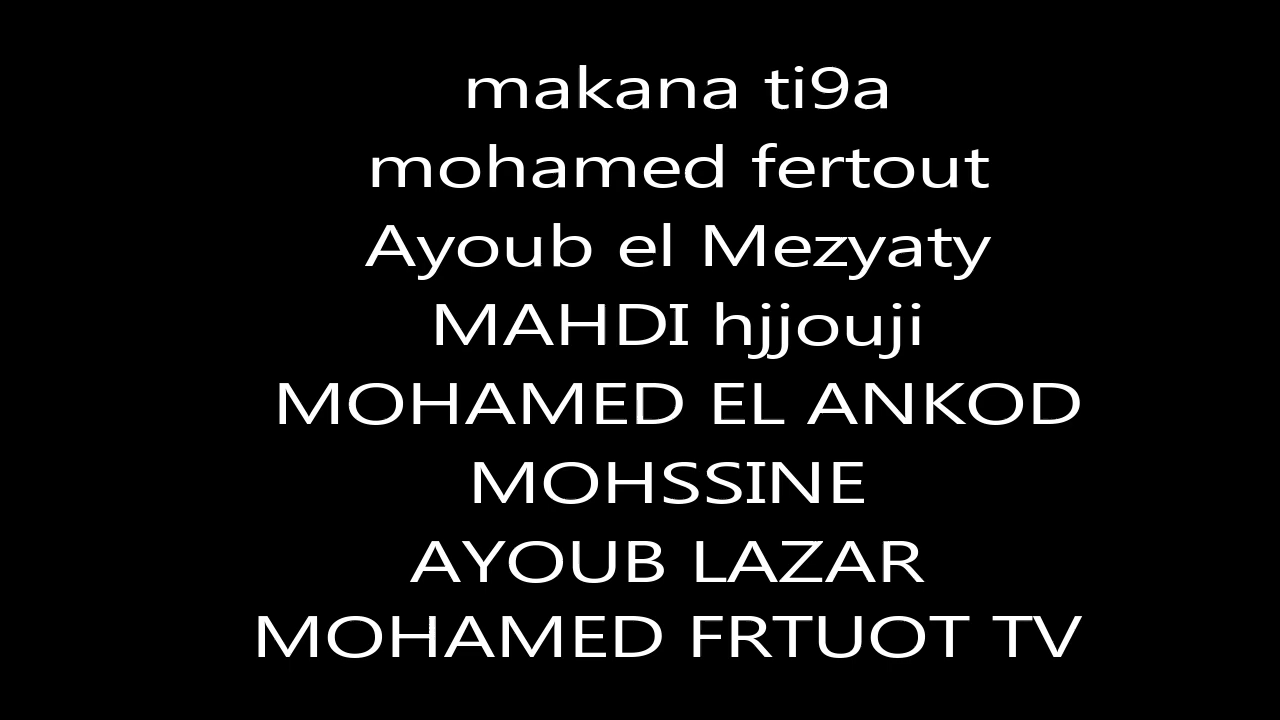 makana ti9a
mohamed fertout
Ayoub el Mezyaty
MAHDI hjjouji
MOHAMED EL ANKOD
MOHSSINE
AYOUB LAZAR
MOHAMED FRTUOT TV